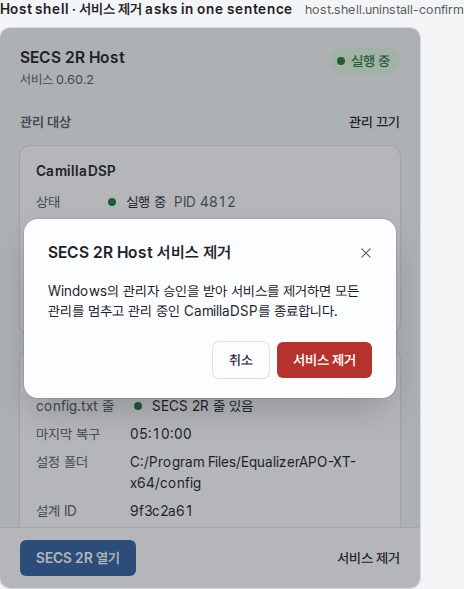 Host shell · 서비스 제거 asks in one sentence host.shell.uninstall-confirm
SECS 2R Host
실행 중
서비스 0.60.2
관리 대상 관리 끄기
CamillaDSP
상태 실행 중 PID 4812
SECS 2R Host 서비스 제거
Windows의 관리자 승인을 받아 서비스를 제거하면 모든
관리를 멈추고 관리 중인 CamillaDSP를 종료합니다.
취소 서비스 제거
config.txt 줄 SECS 2R 줄 있음
마지막 복구 05:10:00
설정 폴더 C:/Program Files/EqualizerAPO-XT-
x64/config
설계 ID 9f3c2a61
SECS 2R 열기 서비스 제거